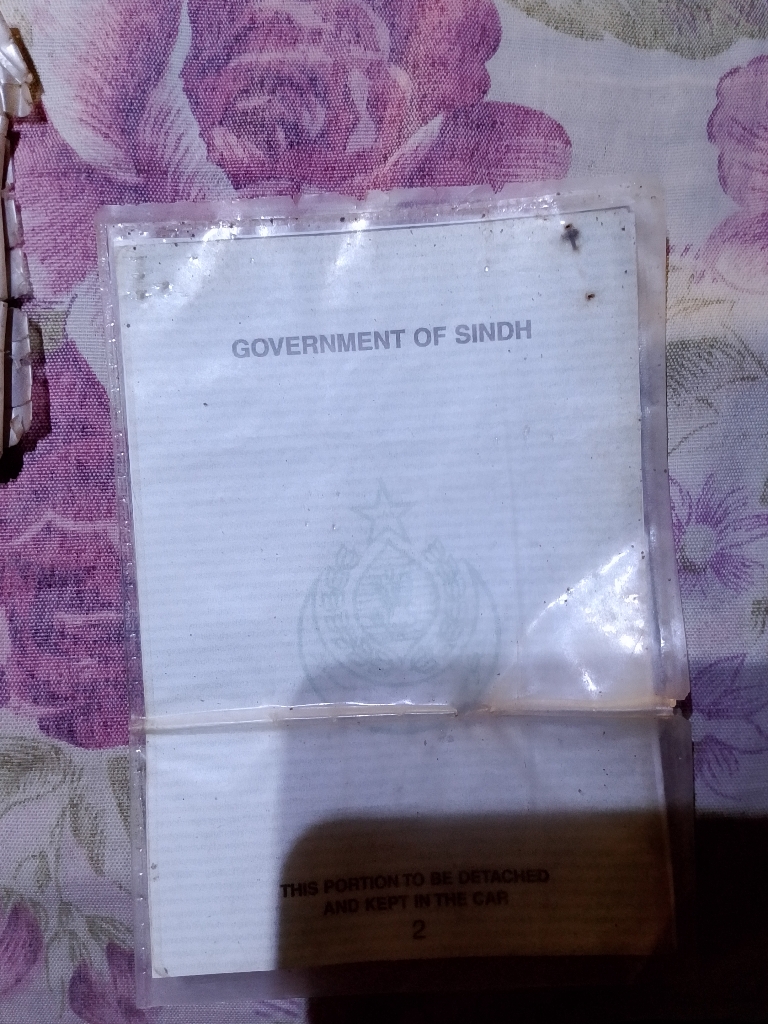 GOVERNMENT OF SINDH
THIS PORTION TO BE DETACHED
AND KEPT IN THE CAR
2